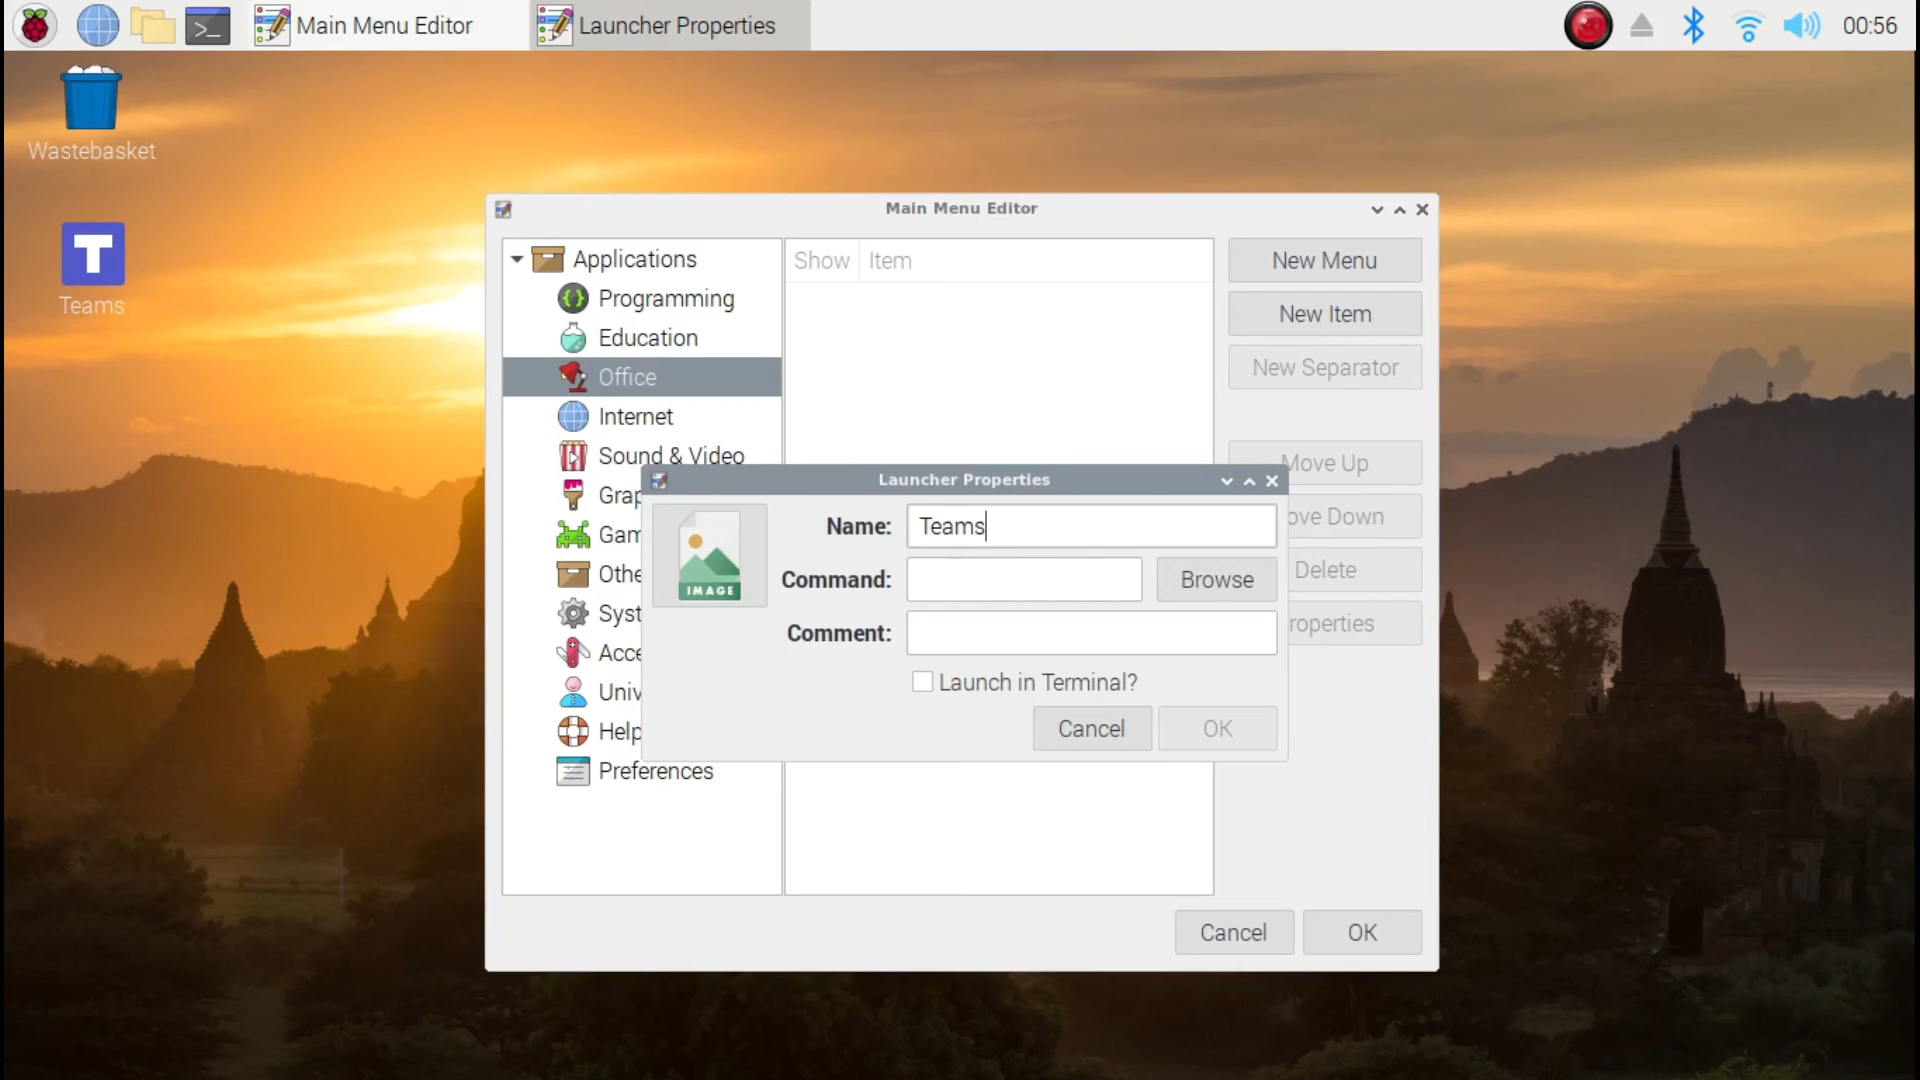 Main Menu Editor
Launcher Properties
00:56
Wastebasket
T
Teams
Main Menu Editor
Applications
Programming
Education
Office
Internet
Sound & Video
Grap
Gam
Othe
Syst
Acce
Univ
Help
Preferences
Show Item
New Menu
New Item
New Separator
Move Up
ove Down
Delete
roperties
Launcher Properties
IMAGE
Name: Teams
Command:
Browse
Comment:
Launch in Terminal?
Cancel OK
Cancel OK